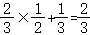 2/3 × 1/2 + 1/3 = 2/3